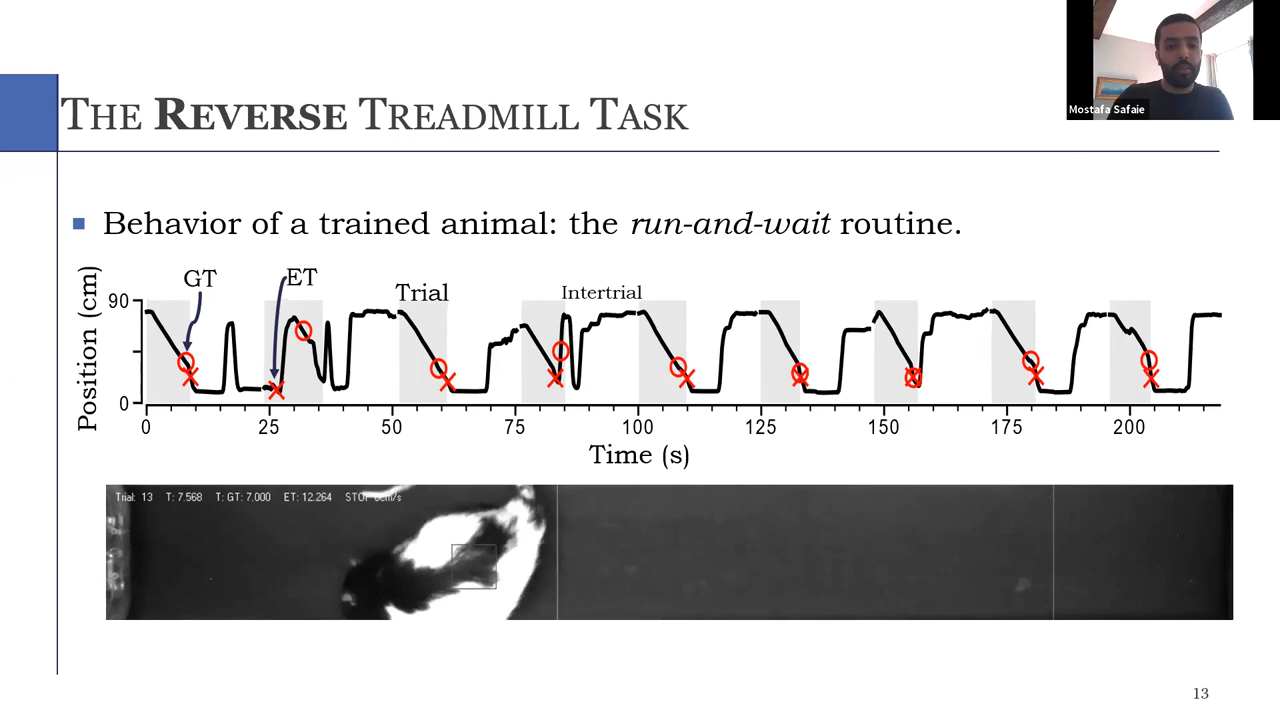 Mostafa Safaie
THE REVERSE TREADMILL TASK
Behavior of a trained animal: the run-and-wait routine.
GT
ET
Trial
Intertrial
Position (cm)
90
0
0 25 50 75 100 125 150 175 200
Time (s)
Trial: 13 T: 7.568 T: GT: 7.000 ET: 12.264 STOP cm/s
13